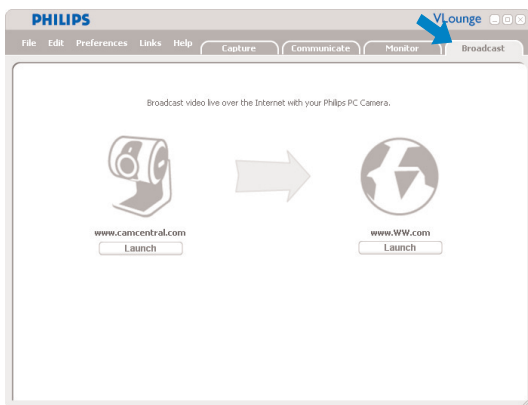 PHILIPS
VLounge
File Edit Preferences Links Help Capture Communicate Monitor Broadcast
Broadcast video live over the Internet with your Philips PC Camera.
www.camcentral.com
www.WW.com
Launch
Launch